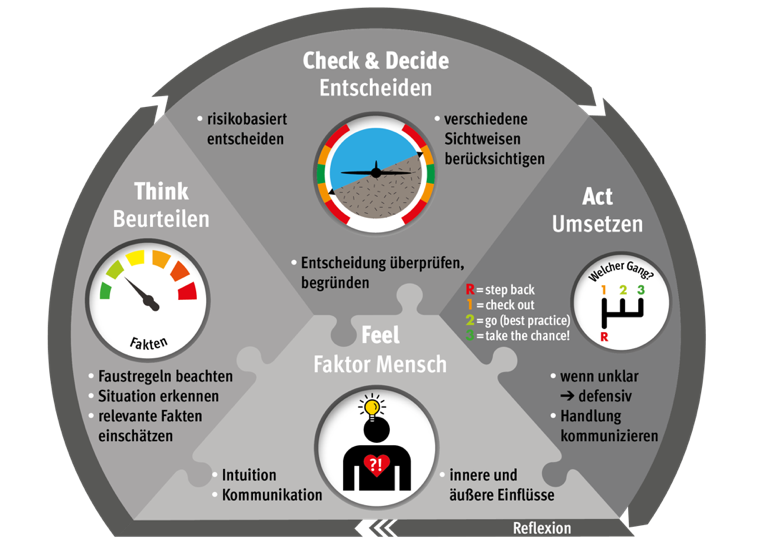 Check & Decide
Entscheiden
• risikobasiert
entscheiden
• verschiedene
Sichtweisen
berücksichtigen
• Entscheidung überprüfen,
begründen
Think
Beurteilen
Fakten
• Faustregeln beachten
• Situation erkennen
• relevante Fakten
einschätzen
Act
Umsetzen
Welcher Gang?
1 2 3
R
R = step back
1 = check out
2 = go (best practice)
3 = take the chance!
• wenn unklar
➔ defensiv
• Handlung
kommunizieren
Feel
Faktor Mensch
?!
• Intuition
• Kommunikation
• innere und
äußere Einflüsse
Reflexion